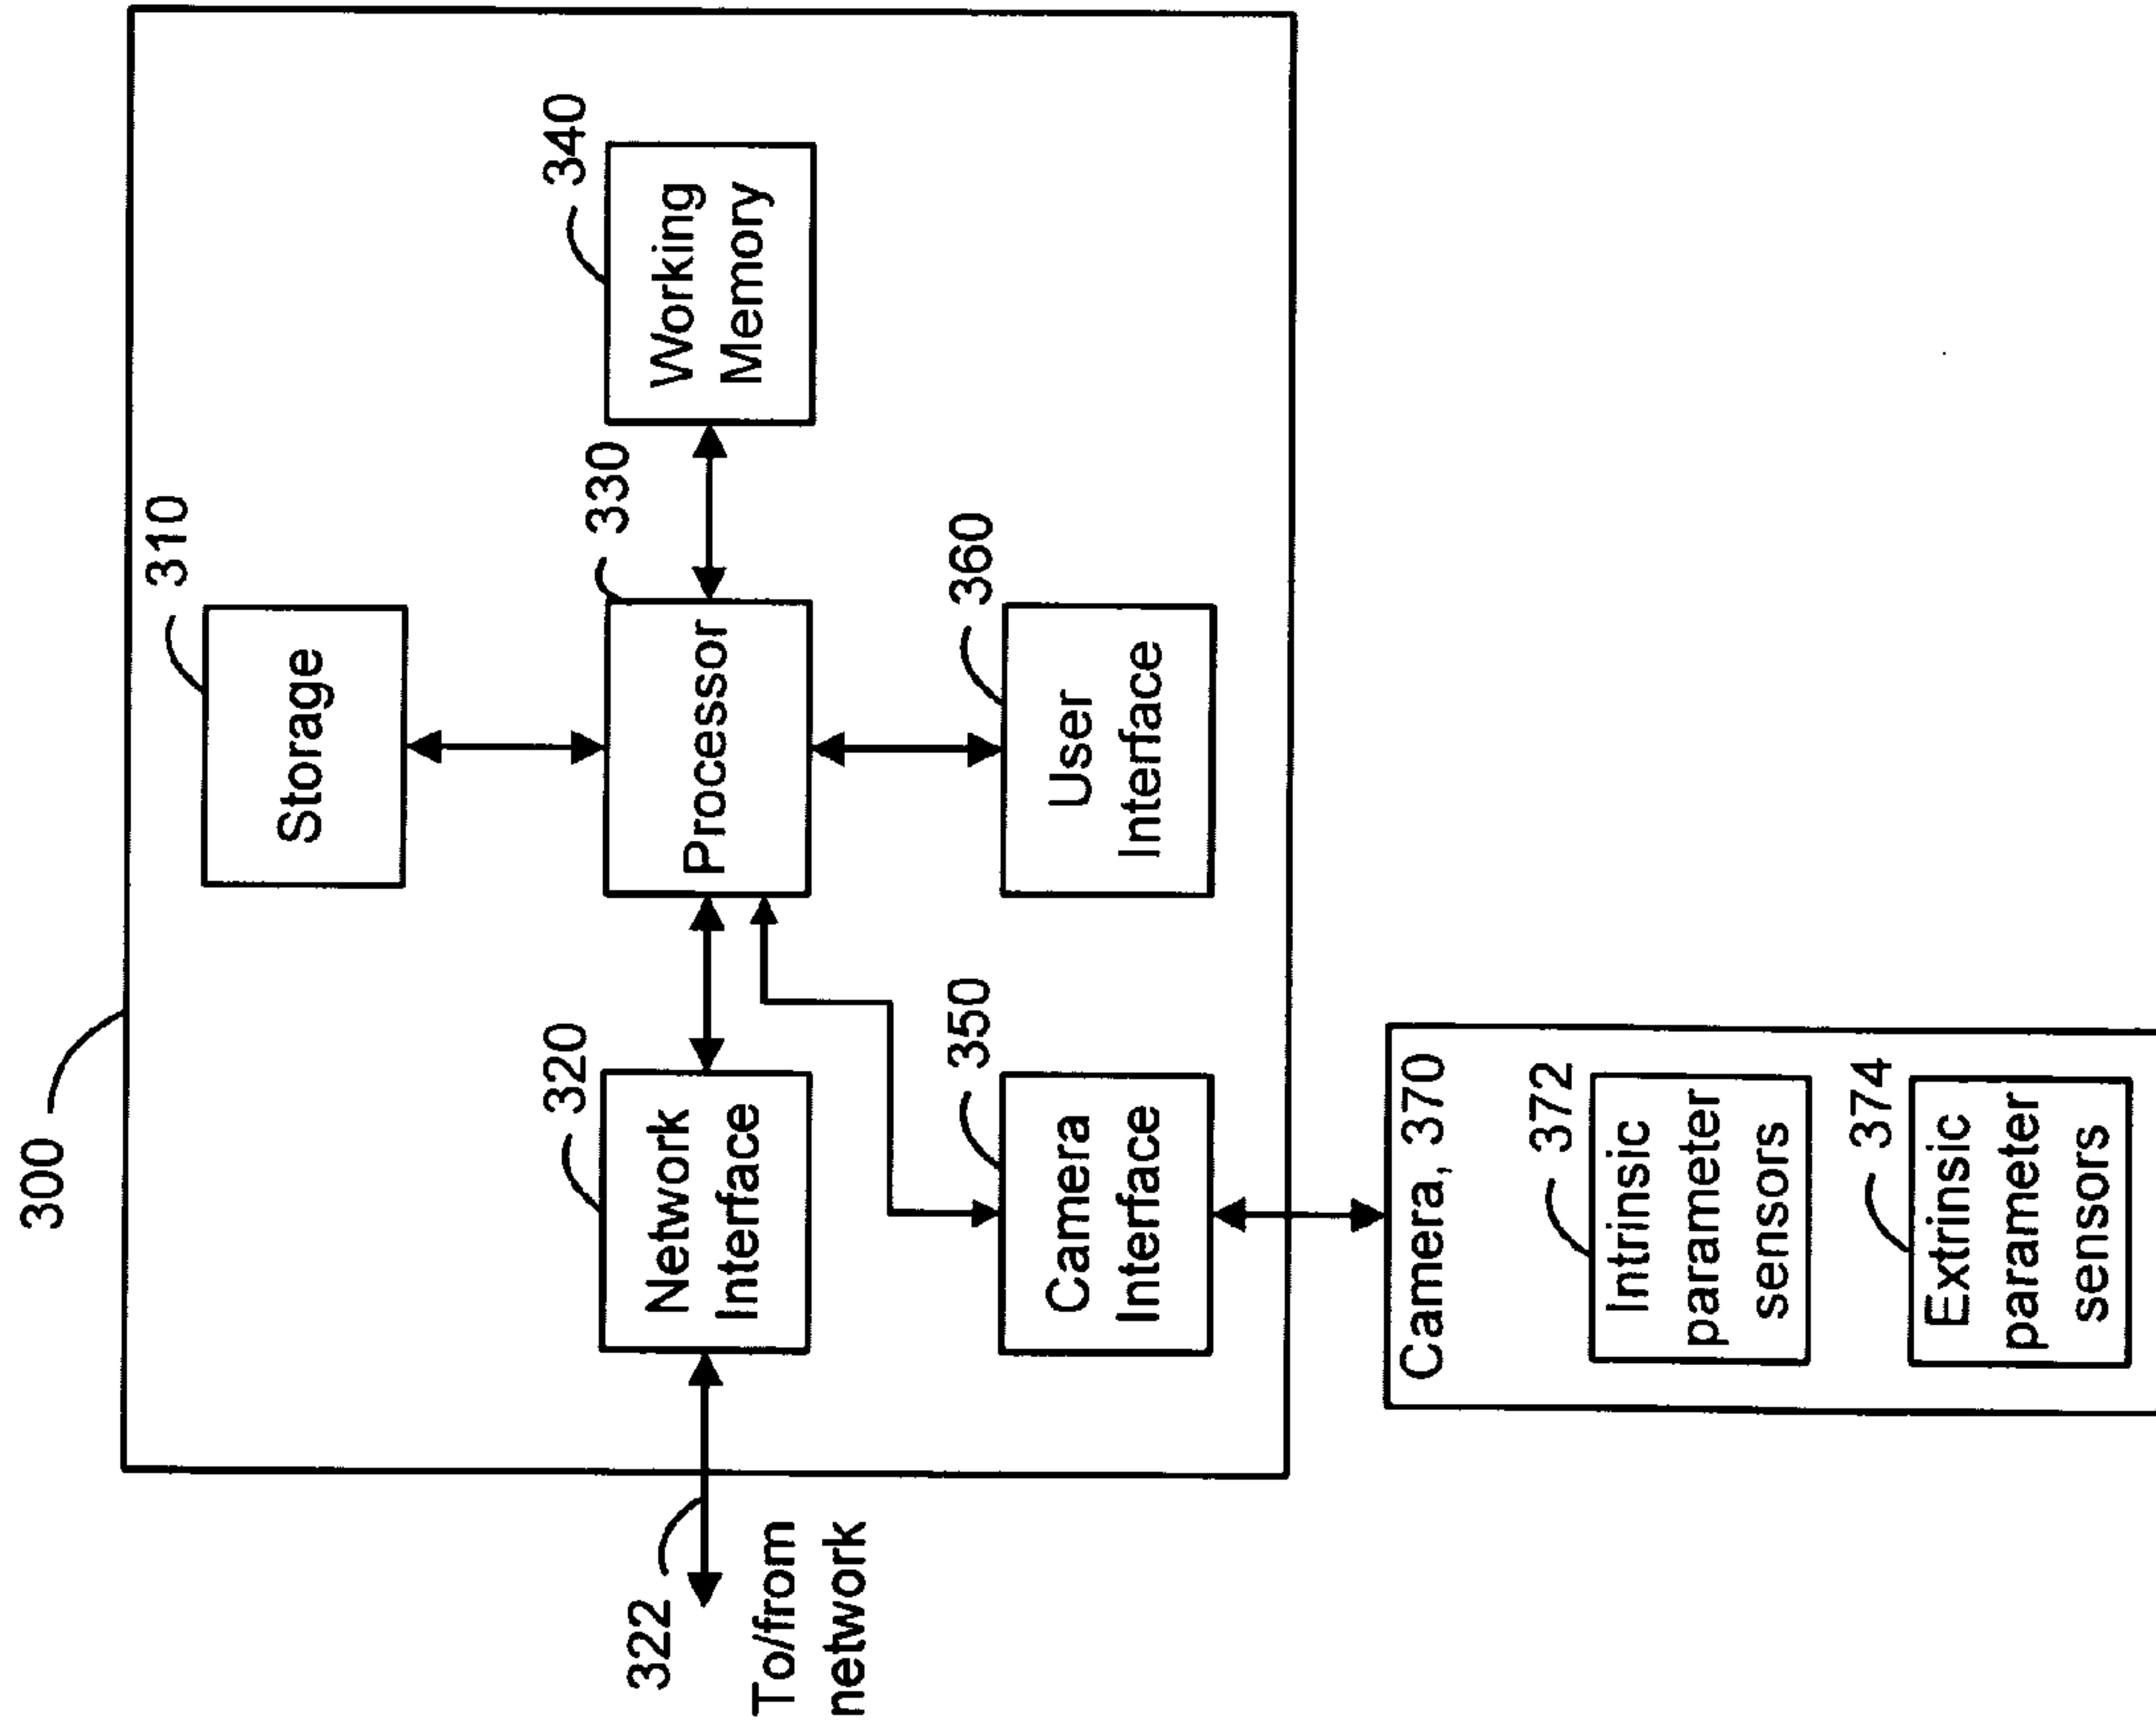 300
310
Storage
320
Network
Interface
330
Processor
340
Working
Memory
322
To/from
network
350
Camera
Interface
360
User
Interface
Camera, 370
372
Intrinsic
parameter
sensors
374
Extrinsic
parameter
sensors